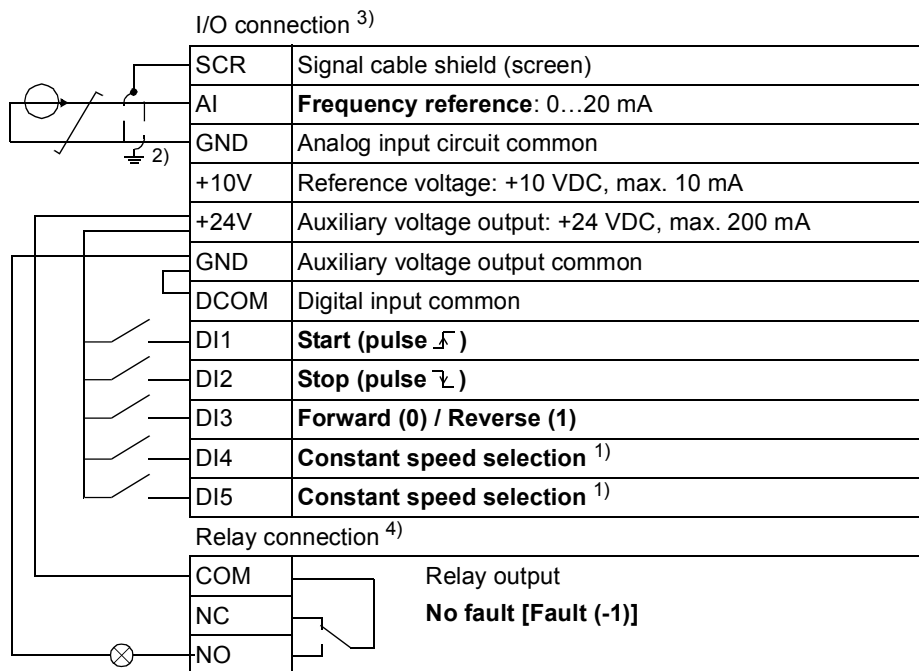 I/O connection 3)
SCR Signal cable shield (screen)
AI Frequency reference: 0…20 mA
GND Analog input circuit common
2)
+10V Reference voltage: +10 VDC, max. 10 mA
+24V Auxiliary voltage output: +24 VDC, max. 200 mA
GND Auxiliary voltage output common
DCOM Digital input common
DI1 Start (pulse )
DI2 Stop (pulse )
DI3 Forward (0) / Reverse (1)
DI4 Constant speed selection 1)
DI5 Constant speed selection 1)
Relay connection 4)
COM Relay output
NC No fault [Fault (-1)]
NO